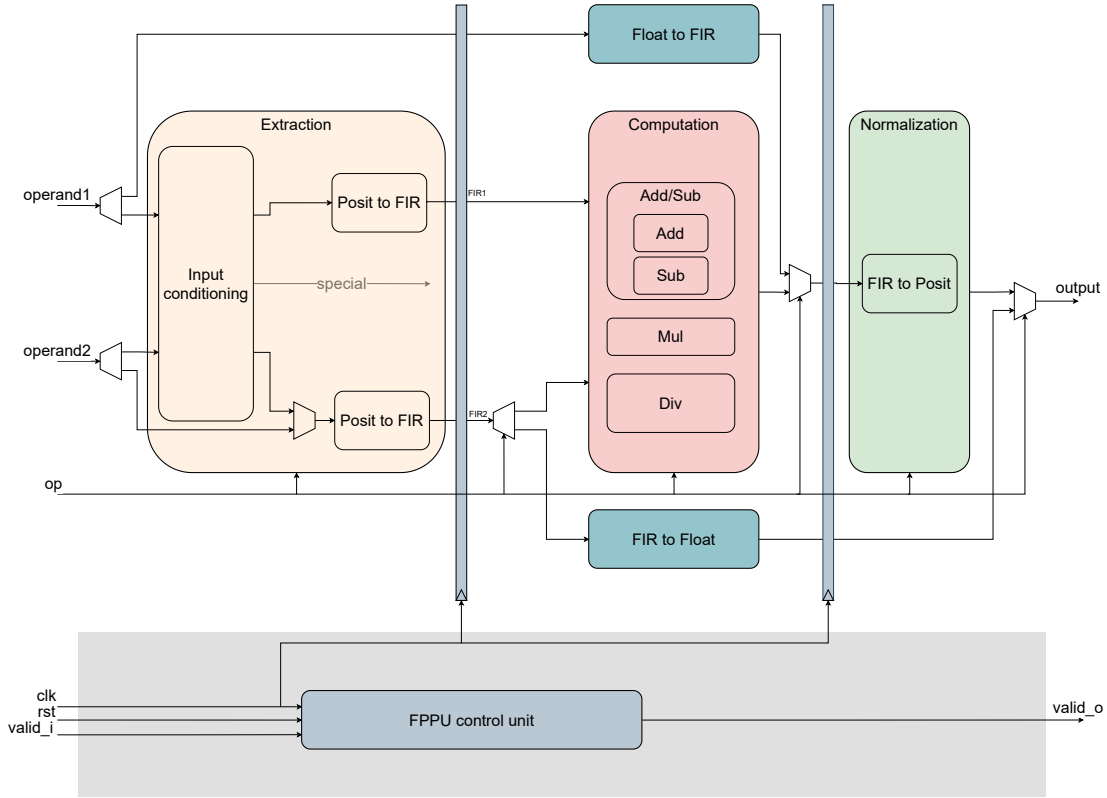 Float to FIR
Extraction
Computation
Normalization
operand1
Posit to FIR
FIR1
Add/Sub
Add
Sub
Input
conditioning
special
FIR to Posit
output
Mul
operand2
Div
Posit to FIR
FIR2
op
FIR to Float
clk
rst
valid_i
FPPU control unit
valid_o